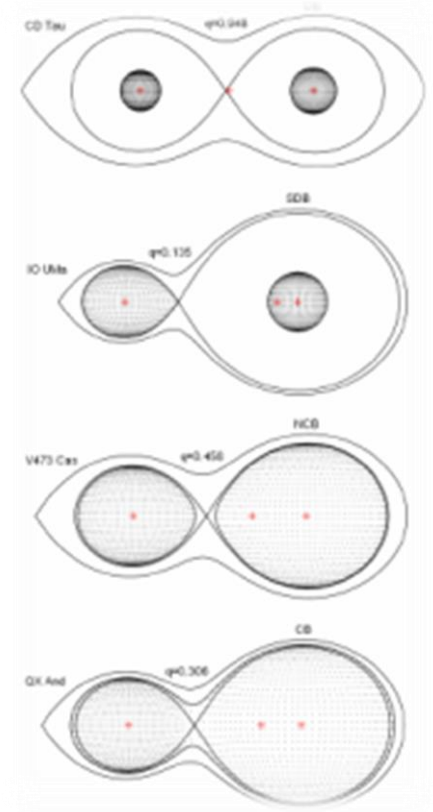 CD Tau
q=0.948
SDB
q=0.135
IO UMa
NCB
q=0.458
V473 Cas
CB
q=0.306
QX And